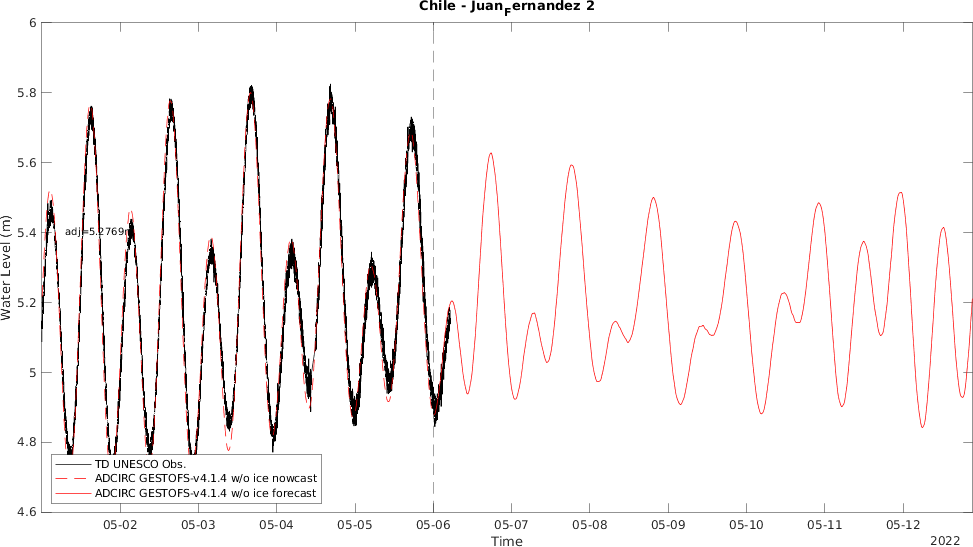 Chile - JuanFernandez 2
6
5.8
5.6
5.4
5.2
5
4.8
4.6
Water Level (m)
adj=5.2769
TD UNESCO Obs.
ADCIRC GESTOFS-v4.1.4 w/o ice nowcast
ADCIRC GESTOFS-v4.1.4 w/o ice forecast
05-02 05-03 05-04 05-05 05-06 05-07 05-08 05-09 05-10 05-11 05-12
Time
2022